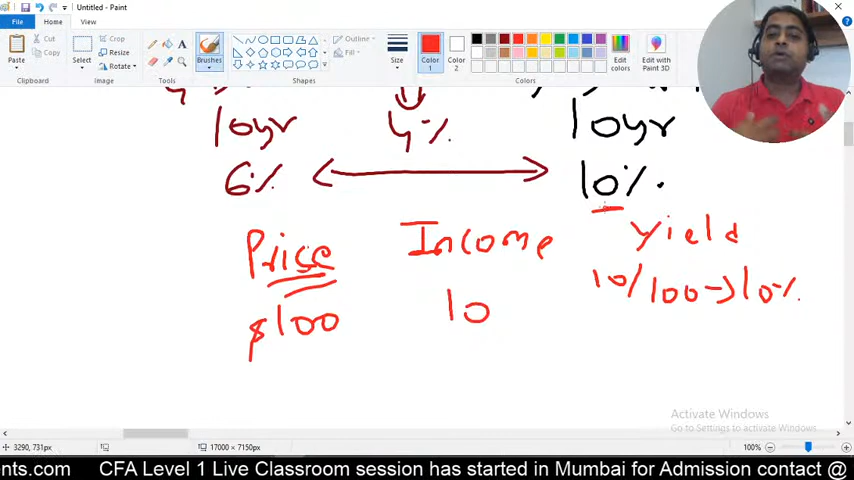 Untitled - Paint
File Home View
Cut
Copy
Paste
Clipboard
Crop
Resize
Rotate
Select
Image
Tools
Brushes
Outline
Fill
Shapes
Size
Color 1
Color 2
Colors
Edit colors
Edit with Paint 3D
10yr 4% 10yr
6% 10%
Price Income Yield
$100 10 10/100→10%
Activate Windows
Go to Settings to activate Windows.
3290, 731px 17000 × 7150px 100%
ents.com CFA Level 1 Live Classroom session has started in Mumbai for Admission contact @